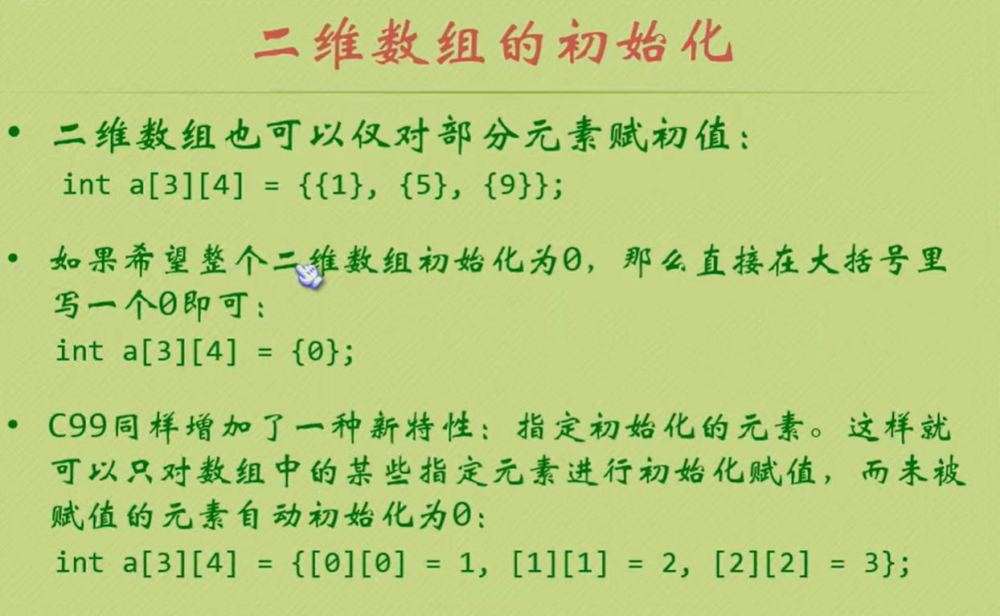 二维数组的初始化
• 二维数组也可以仅对部分元素赋初值：
int a[3][4] = {{1}, {5}, {9}};
• 如果希望整个二维数组初始化为0，那么直接在大括号里
写一个0即可：
int a[3][4] = {0};
• C99同样增加了一种新特性：指定初始化的元素。这样就
可以只对数组中的某些指定元素进行初始化赋值，而未被
赋值的元素自动初始化为0：
int a[3][4] = {[0][0] = 1, [1][1] = 2, [2][2] = 3};